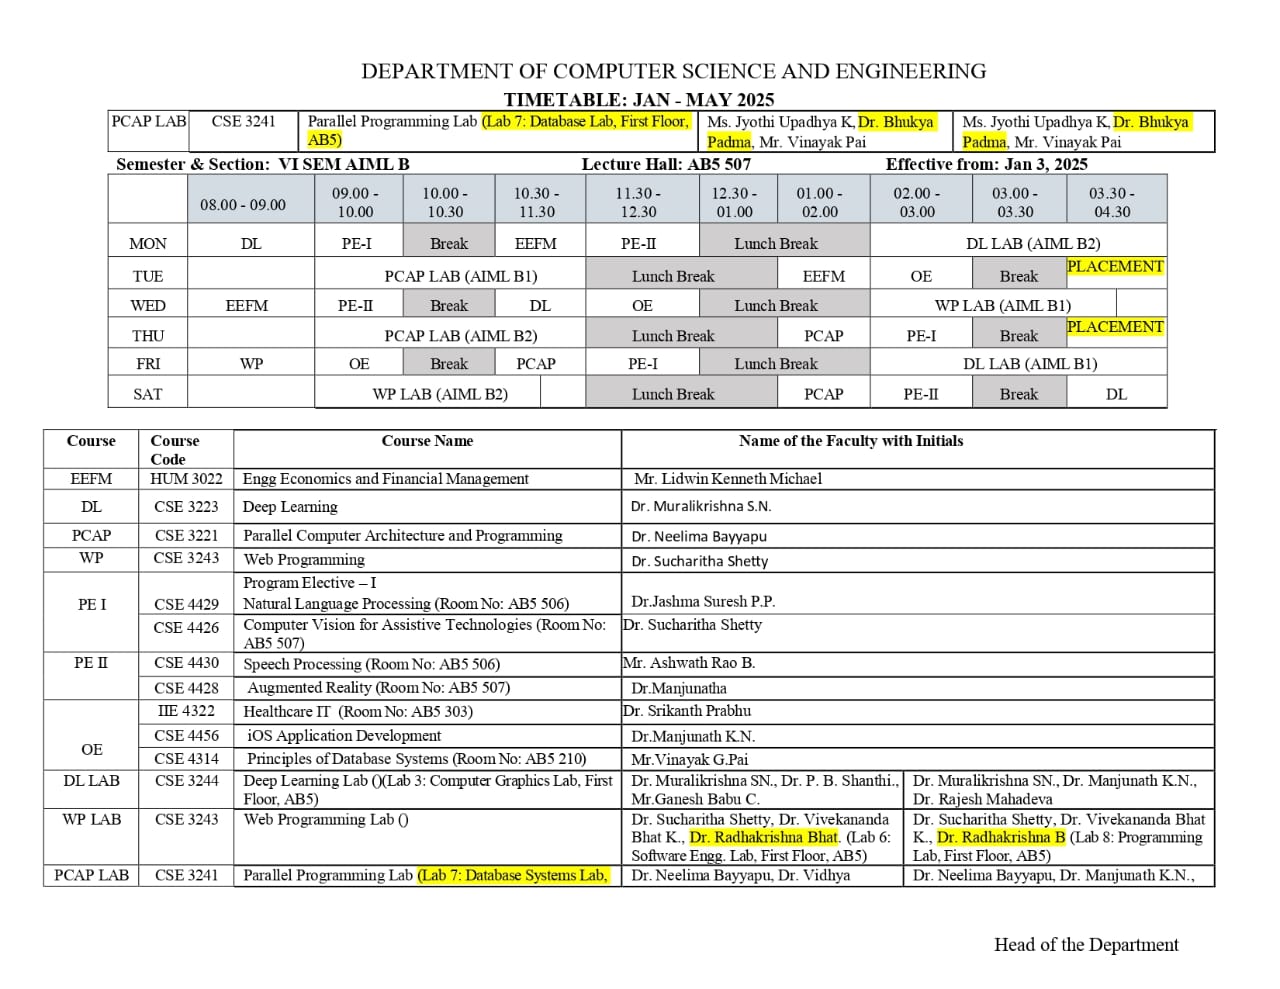 DEPARTMENT OF COMPUTER SCIENCE AND ENGINEERING
TIMETABLE: JAN - MAY 2025
PCAP LAB CSE 3241 Parallel Programming Lab (Lab 7: Database Lab, First Floor, AB5) Ms. Jyothi Upadhya K, Dr. Bhukya Padma, Mr. Vinayak Pai Ms. Jyothi Upadhya K, Dr. Bhukya Padma, Mr. Vinayak Pai
Semester & Section: VI SEM AIML B Lecture Hall: AB5 507 Effective from: Jan 3, 2025
08.00 - 09.00 09.00 - 10.00 10.00 - 10.30 10.30 - 11.30 11.30 - 12.30 12.30 - 01.00 01.00 - 02.00 02.00 - 03.00 03.00 - 03.30 03.30 - 04.30
MON DL PE-I Break EEFM PE-II Lunch Break DL LAB (AIML B2)
TUE PCAP LAB (AIML B1) Lunch Break EEFM OE Break PLACEMENT
WED EEFM PE-II Break DL OE Lunch Break WP LAB (AIML B1)
THU PCAP LAB (AIML B2) Lunch Break PCAP PE-I Break PLACEMENT
FRI WP OE Break PCAP PE-I Lunch Break DL LAB (AIML B1)
SAT WP LAB (AIML B2) Lunch Break PCAP PE-II Break DL
Course Course Code Course Name Name of the Faculty with Initials
EEFM HUM 3022 Engg Economics and Financial Management Mr. Lidwin Kenneth Michael
DL CSE 3223 Deep Learning Dr. Muralikrishna S.N.
PCAP CSE 3221 Parallel Computer Architecture and Programming Dr. Neelima Bayyapu
WP CSE 3243 Web Programming Dr. Sucharitha Shetty
Program Elective – I
PE I CSE 4429 Natural Language Processing (Room No: AB5 506) Dr.Jashma Suresh P.P.
CSE 4426 Computer Vision for Assistive Technologies (Room No: AB5 507) Dr. Sucharitha Shetty
PE II CSE 4430 Speech Processing (Room No: AB5 506) Mr. Ashwath Rao B.
CSE 4428 Augmented Reality (Room No: AB5 507) Dr.Manjunatha
IIE 4322 Healthcare IT (Room No: AB5 303) Dr. Srikanth Prabhu
OE CSE 4456 iOS Application Development Dr.Manjunath K.N.
CSE 4314 Principles of Database Systems (Room No: AB5 210) Mr.Vinayak G.Pai
DL LAB CSE 3244 Deep Learning Lab ()(Lab 3: Computer Graphics Lab, First Floor, AB5) Dr. Muralikrishna SN., Dr. P. B. Shanthi., Mr.Ganesh Babu C. Dr. Muralikrishna SN., Dr. Manjunath K.N., Dr. Rajesh Mahadeva
WP LAB CSE 3243 Web Programming Lab () Dr. Sucharitha Shetty, Dr. Vivekananda Bhat K., Dr. Radhakrishna Bhat. (Lab 6: Software Engg. Lab, First Floor, AB5) Dr. Sucharitha Shetty, Dr. Vivekananda Bhat K., Dr. Radhakrishna B (Lab 8: Programming Lab, First Floor, AB5)
PCAP LAB CSE 3241 Parallel Programming Lab (Lab 7: Database Systems Lab, Dr. Neelima Bayyapu, Dr. Vidhya Dr. Neelima Bayyapu, Dr. Manjunath K.N.,
Head of the Department